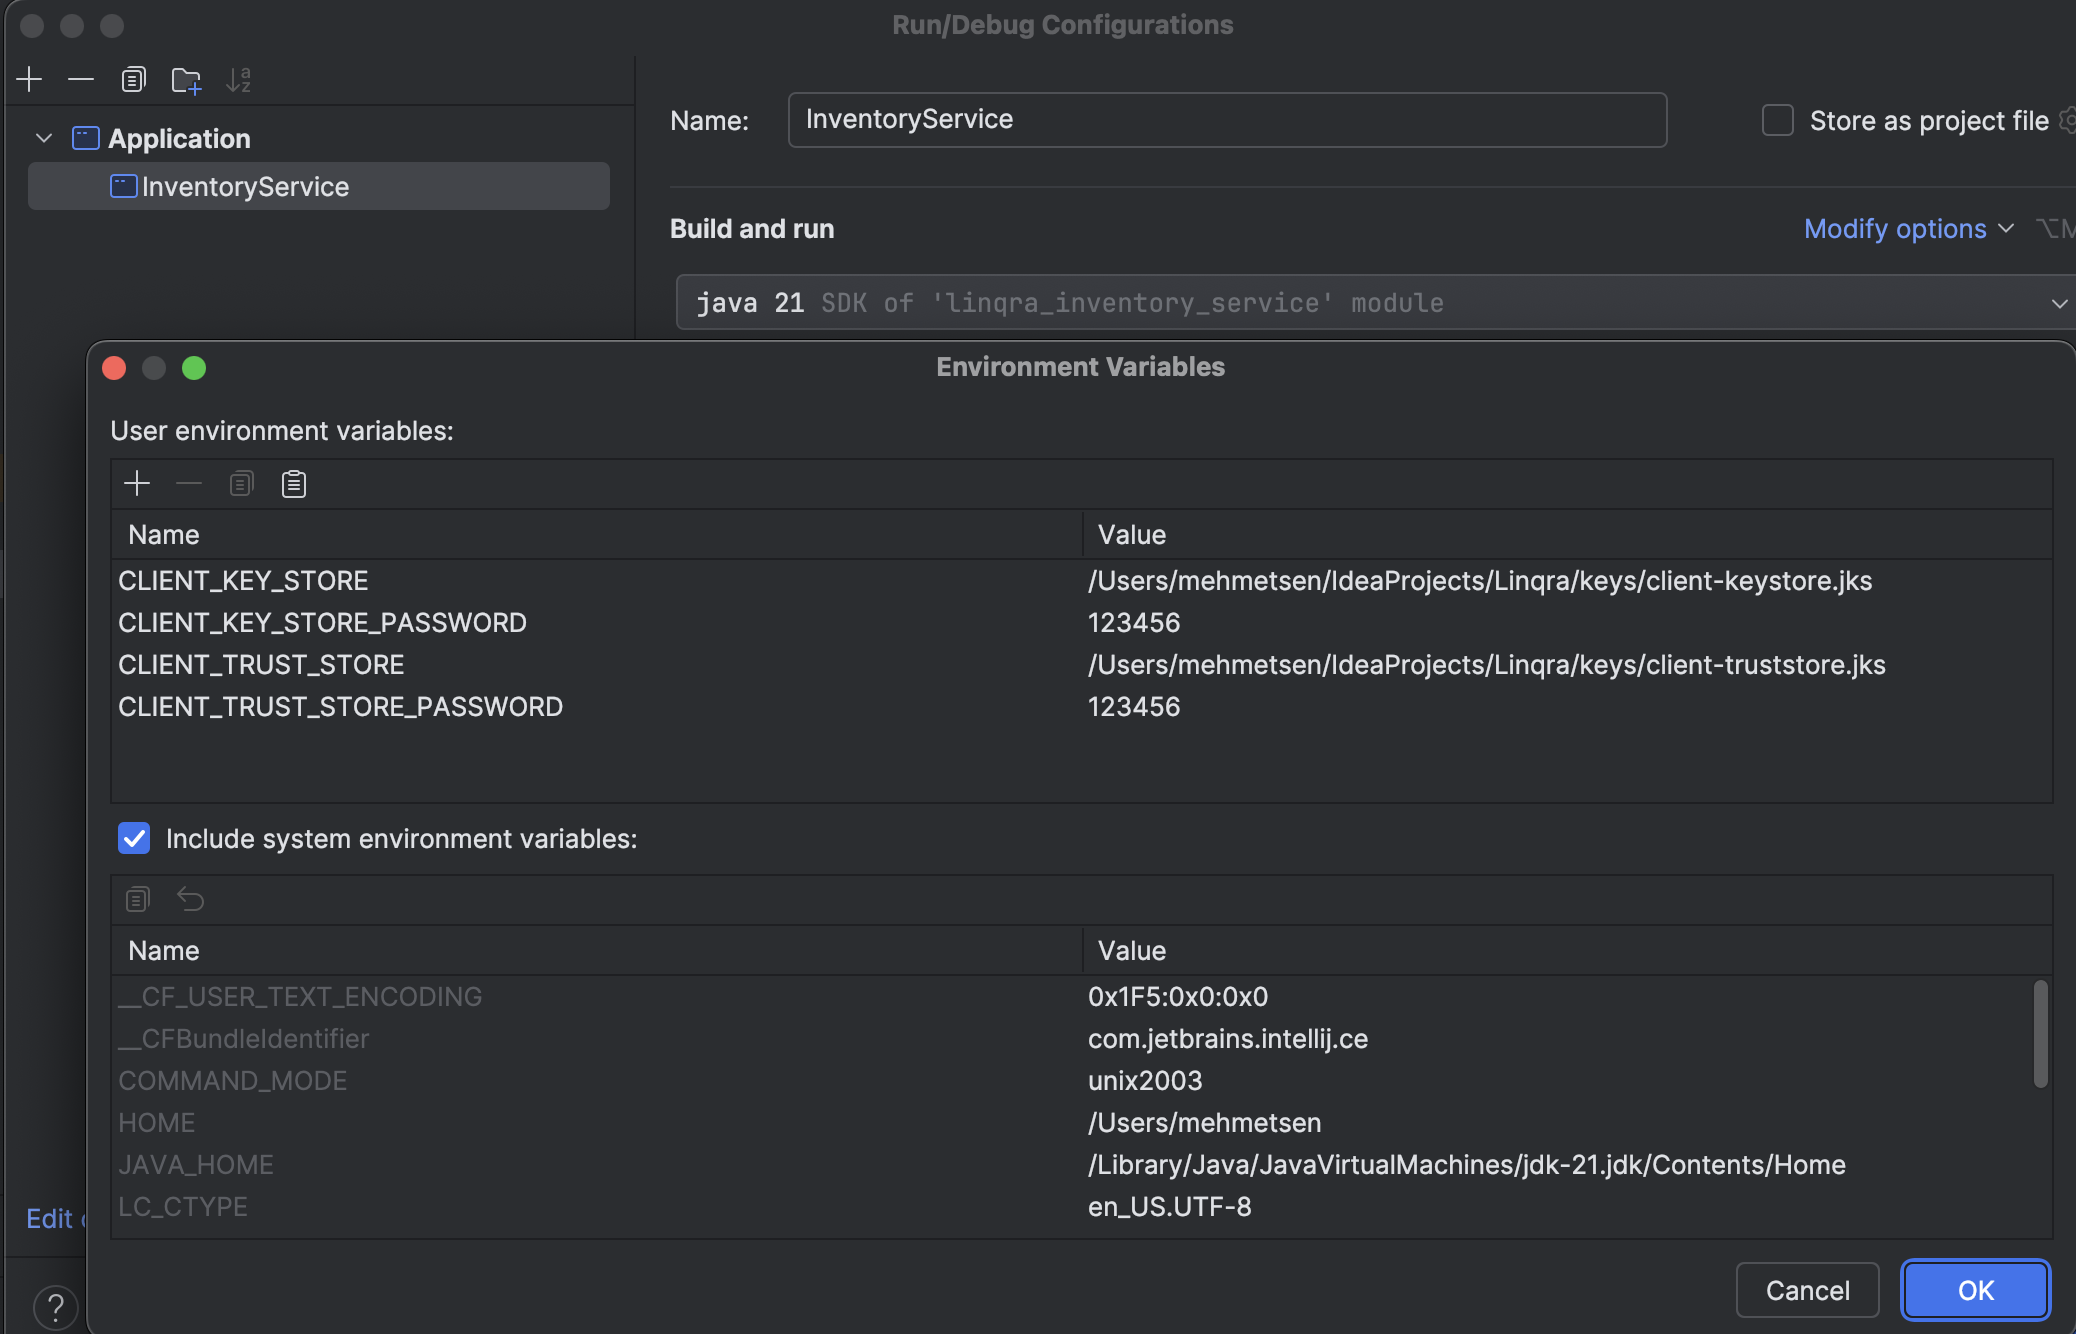 Run/Debug Configurations
Application
InventoryService
Name: InventoryService
Store as project file
Build and run
Modify options
java 21 SDK of 'linqra_inventory_service' module
Environment Variables
User environment variables:
Name Value
CLIENT_KEY_STORE /Users/mehmetsen/IdeaProjects/Linqra/keys/client-keystore.jks
CLIENT_KEY_STORE_PASSWORD 123456
CLIENT_TRUST_STORE /Users/mehmetsen/IdeaProjects/Linqra/keys/client-truststore.jks
CLIENT_TRUST_STORE_PASSWORD 123456
Include system environment variables:
Name Value
__CF_USER_TEXT_ENCODING 0x1F5:0x0:0x0
__CFBundleIdentifier com.jetbrains.intellij.ce
COMMAND_MODE unix2003
HOME /Users/mehmetsen
JAVA_HOME /Library/Java/JavaVirtualMachines/jdk-21.jdk/Contents/Home
LC_CTYPE en_US.UTF-8
Edit
Cancel OK
?